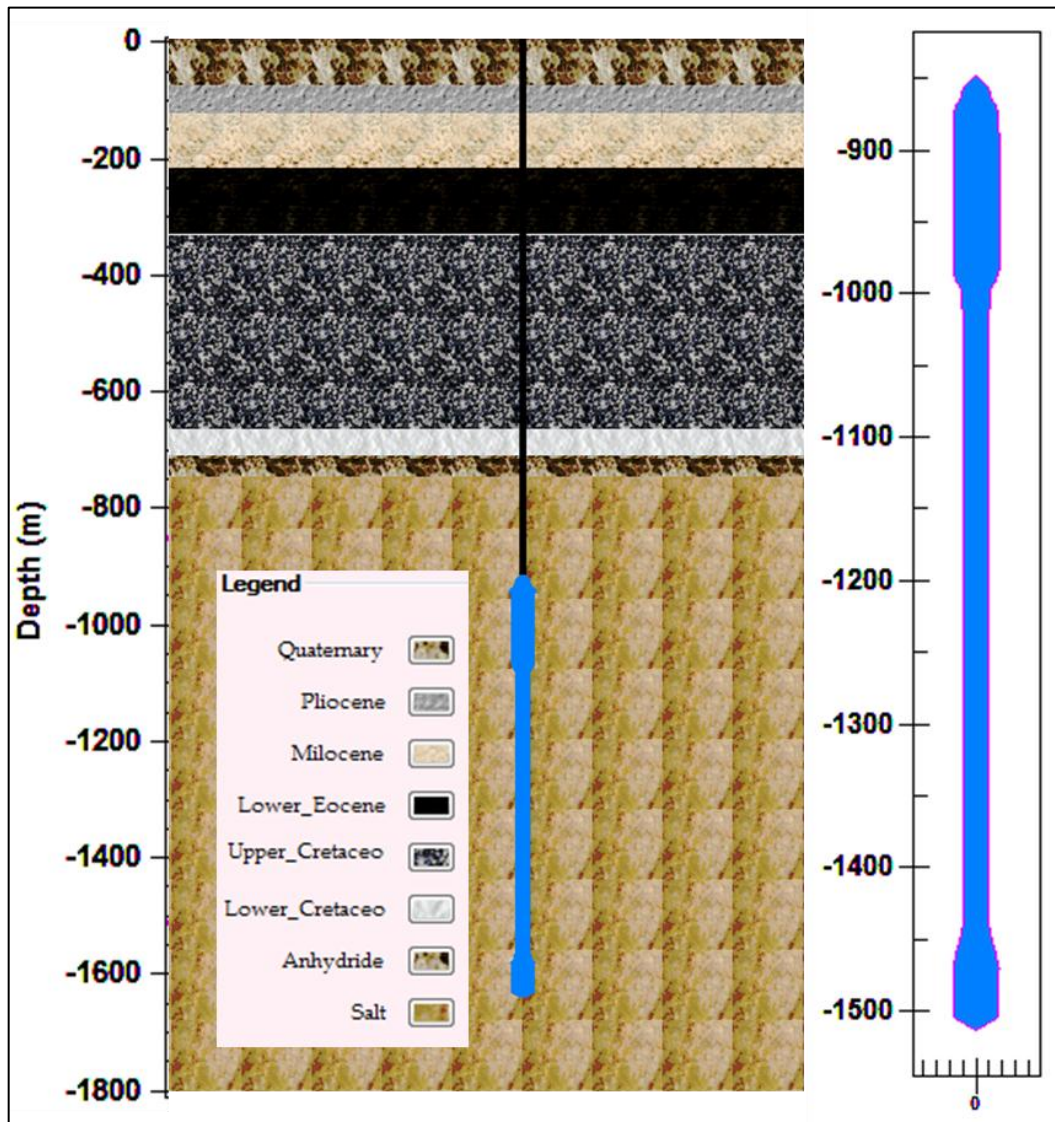 Depth (m)
0
-200
-400
-600
-800
-1000
-1200
-1400
-1600
-1800
Legend
Quaternary
Pliocene
Milocene
Lower_Eocene
Upper_Cretaceo
Lower_Cretaceo
Anhydride
Salt
-900
-1000
-1100
-1200
-1300
-1400
-1500
0